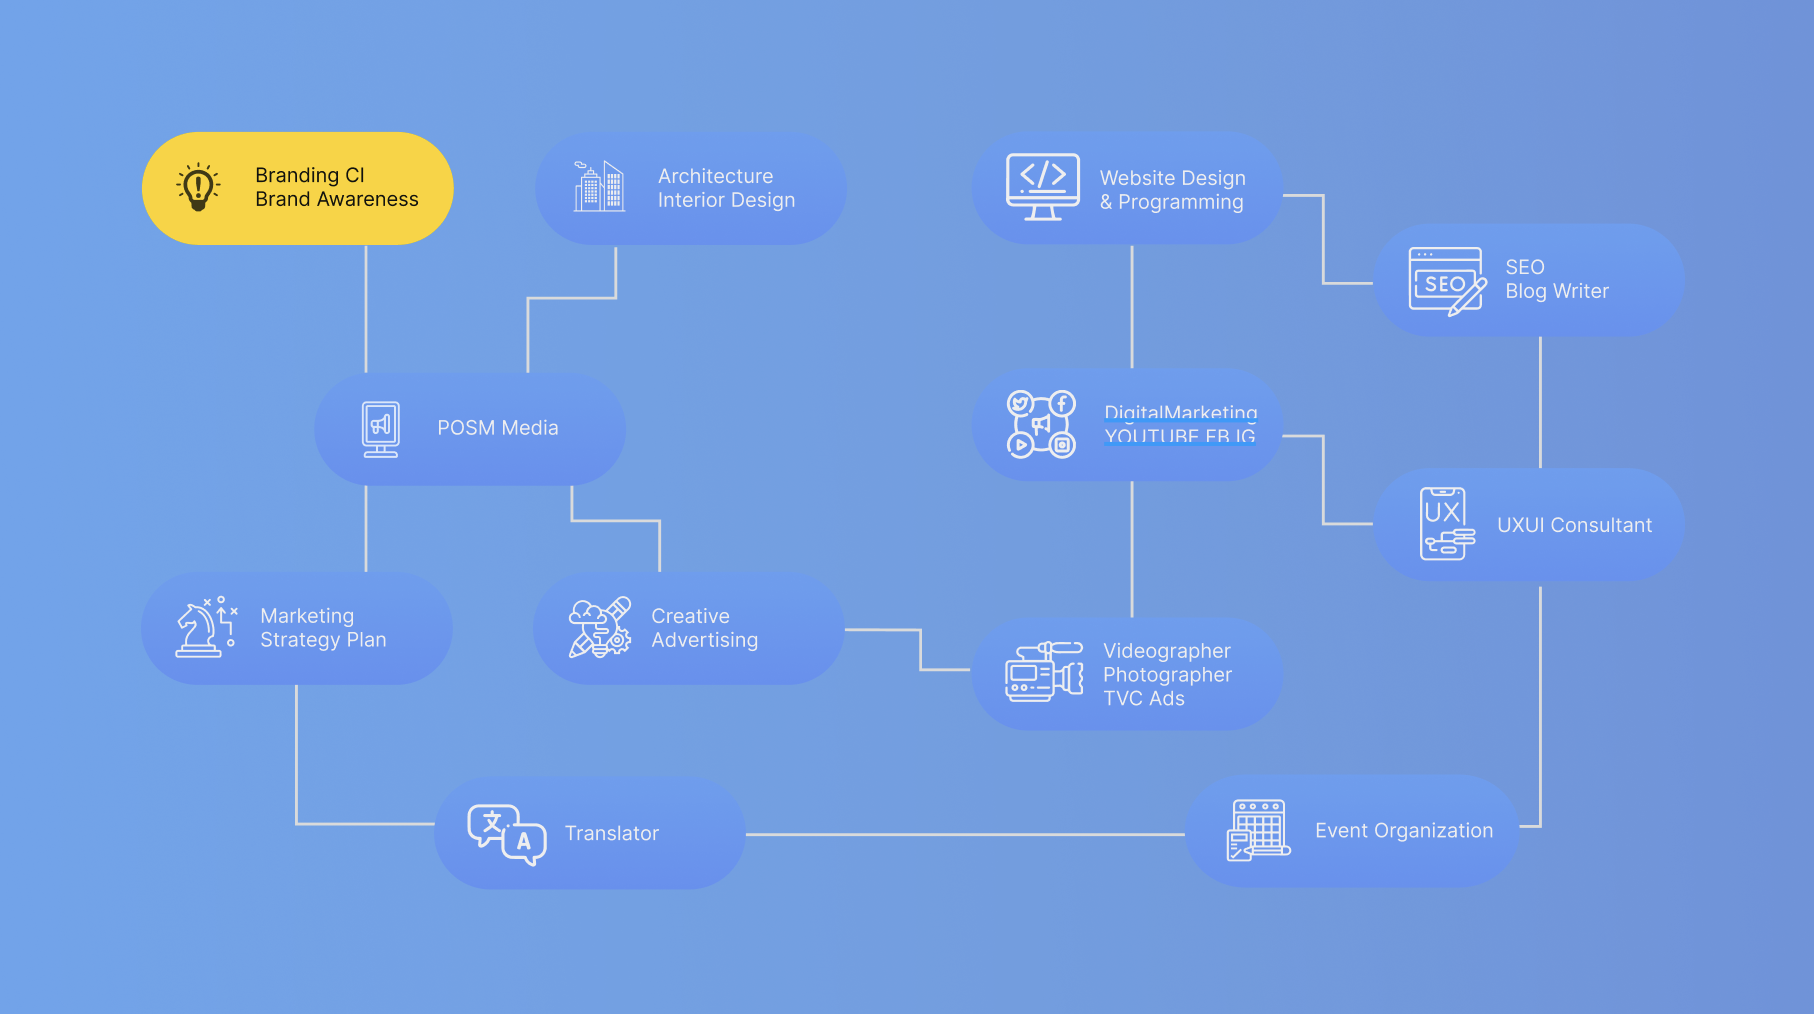 Branding CI
Brand Awareness
Architecture
Interior Design
Website Design
& Programming
SEO
SEO
Blog Writer
POSM Media
DigitalMarketing
YOUTUBE FB IG
UX
UXUI Consultant
Marketing
Strategy Plan
Creative
Advertising
Videographer
Photographer
TVC Ads
文
A
Translator
Event Organization